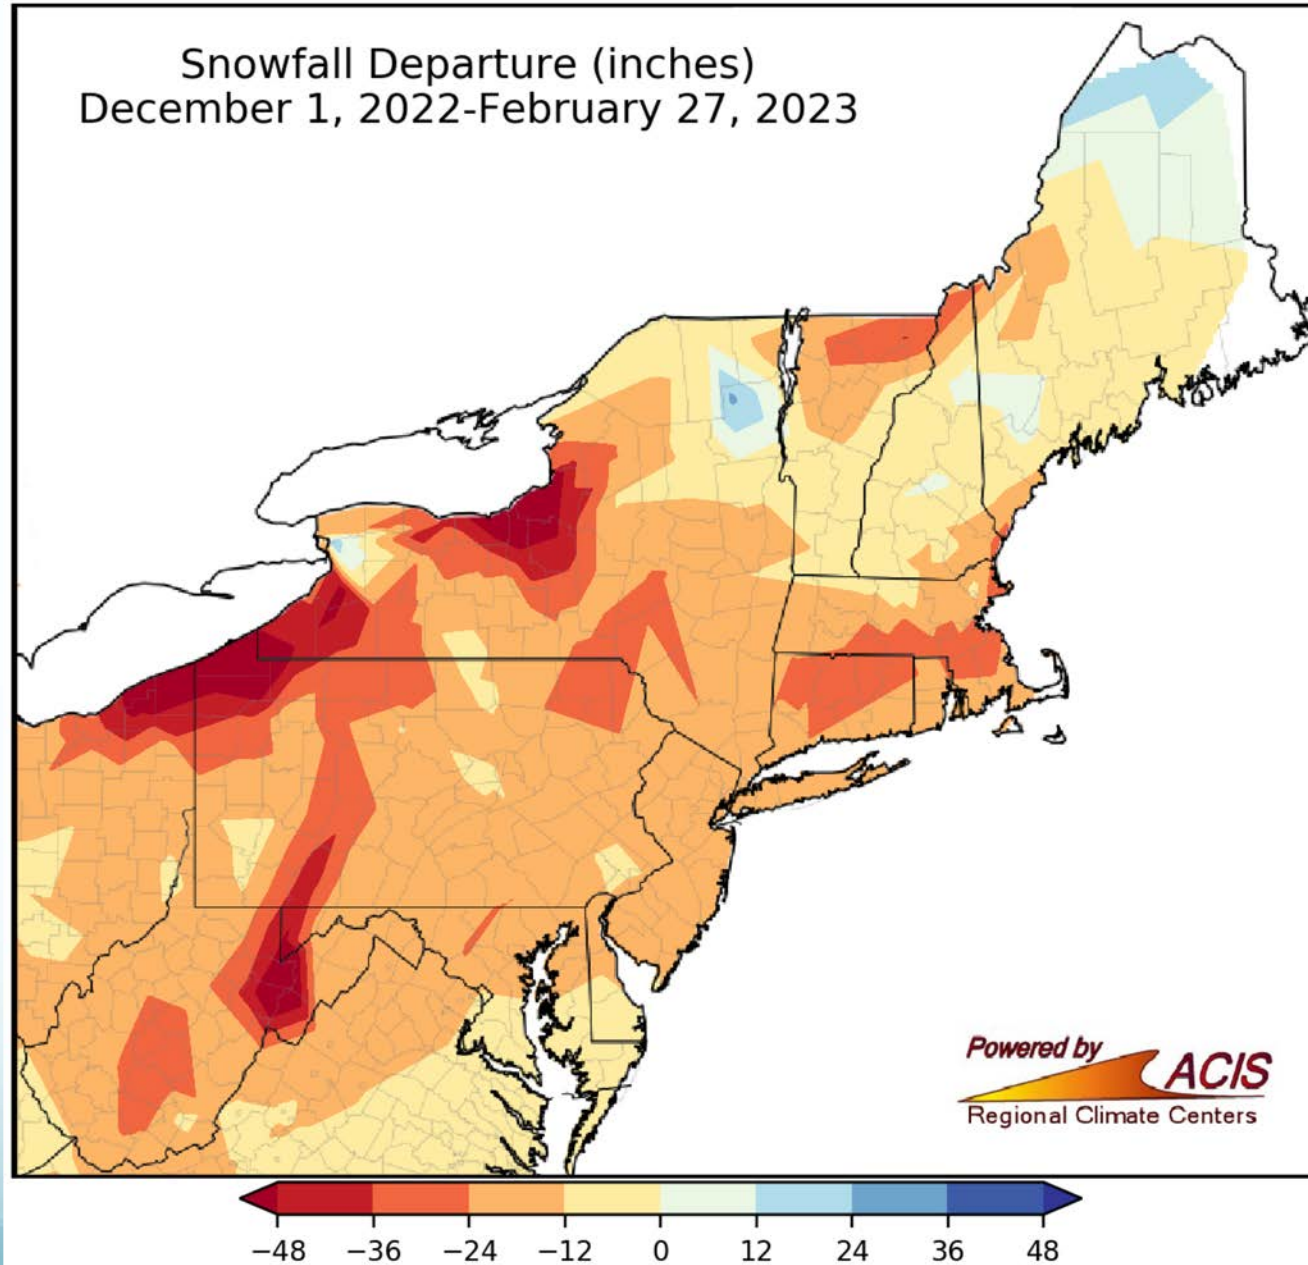 Snowfall Departure (inches)
December 1, 2022-February 27, 2023
Powered by
ACIS
Regional Climate Centers
−48 −36 −24 −12 0 12 24 36 48